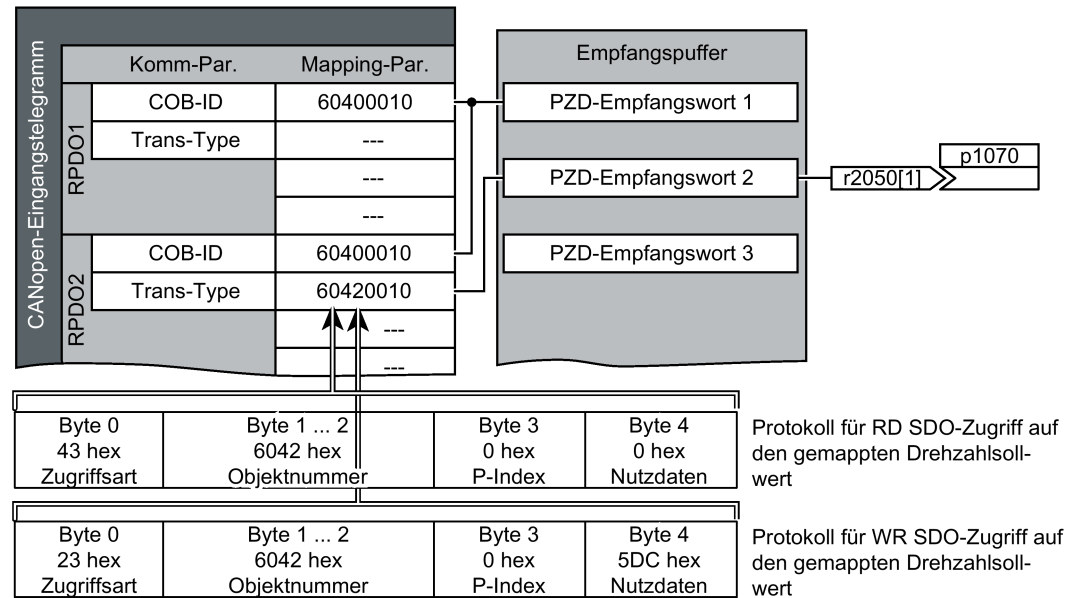 CANopen-Eingangstelegramm
Komm-Par. Mapping-Par.
RPDO1
COB-ID 60400010
Trans-Type ---
---
---
RPDO2
COB-ID 60400010
Trans-Type 60420010
---
---
Empfangspuffer
PZD-Empfangswort 1
PZD-Empfangswort 2
PZD-Empfangswort 3
r2050[1]
p1070
Byte 0 Byte 1 ... 2 Byte 3 Byte 4
43 hex 6042 hex 0 hex 0 hex
Zugriffsart Objektnummer P-Index Nutzdaten
Protokoll für RD SDO-Zugriff auf
den gemappten Drehzahlsoll-
wert
Byte 0 Byte 1 ... 2 Byte 3 Byte 4
23 hex 6042 hex 0 hex 5DC hex
Zugriffsart Objektnummer P-Index Nutzdaten
Protokoll für WR SDO-Zugriff auf
den gemappten Drehzahlsoll-
wert